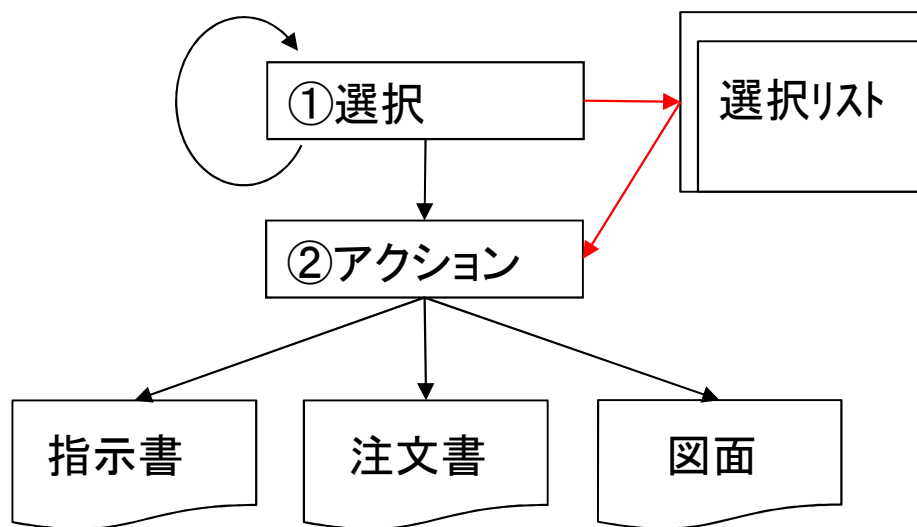 ①選択
選択リスト
②アクション
指示書
注文書
図面